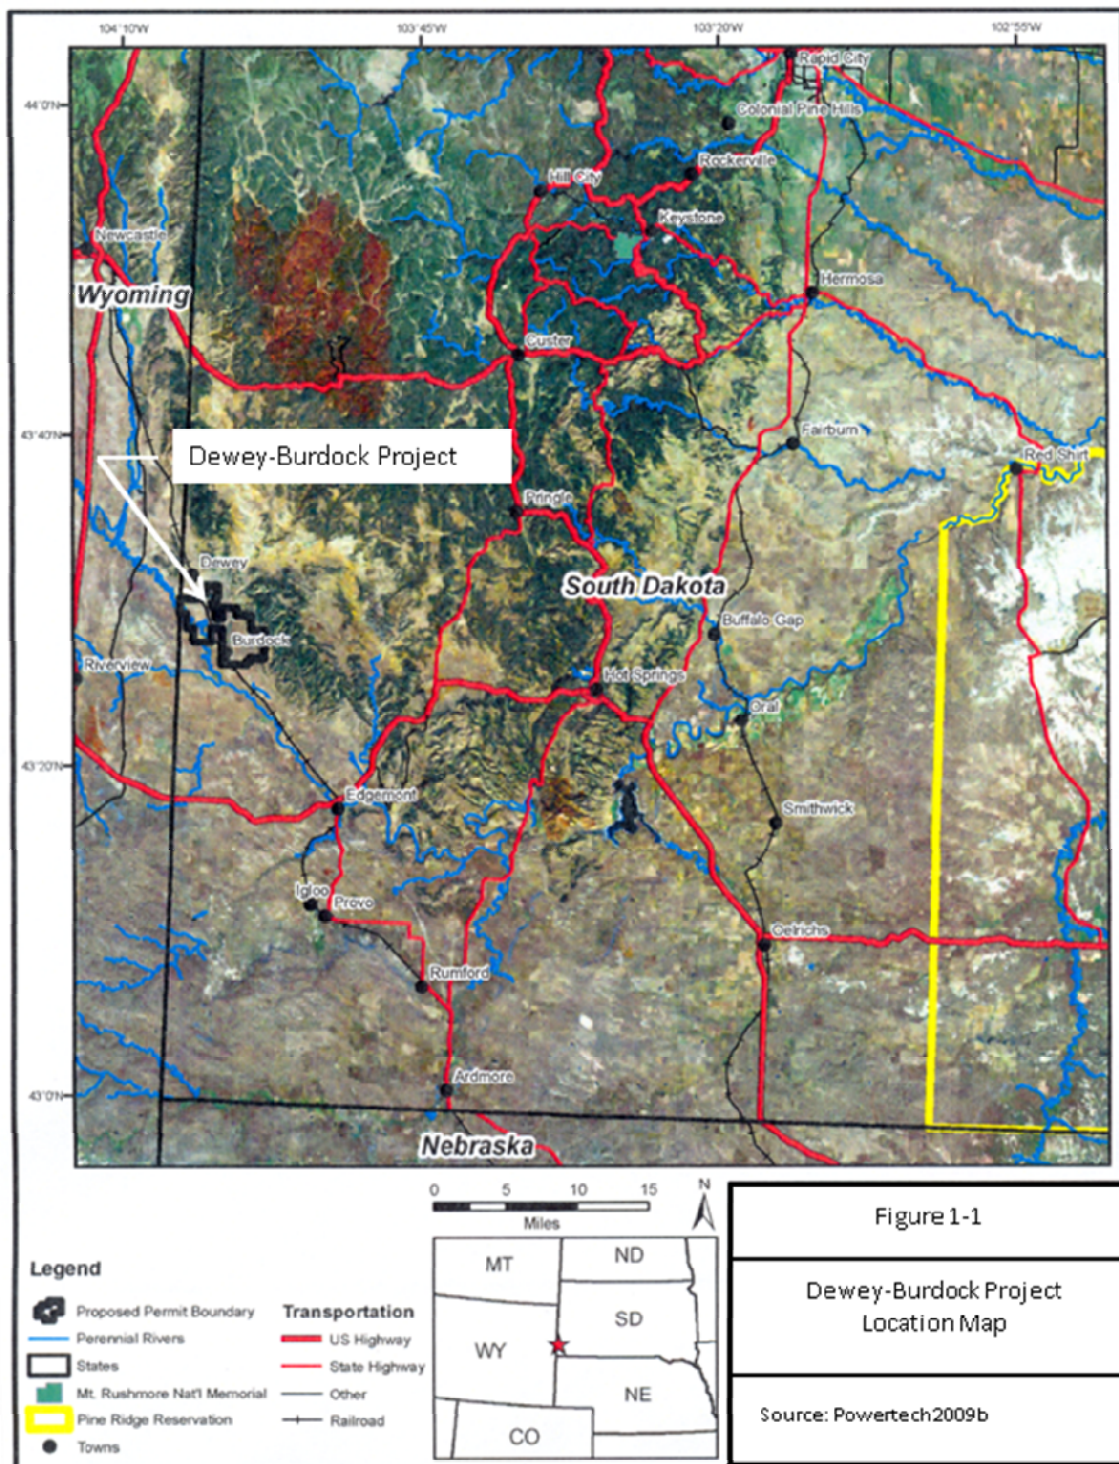 104°10'W
103°45'W
103°20'W
102°55'W
44°0'N
Rapid City
Colonial Pine Hills
Rockerville
Hill City
Keystone
Newcastle
Wyoming
Hermosa
Custer
43°40'N
Fairburn
Dewey-Burdock Project
Red Shirt
Pringle
Dewey
South Dakota
Buffalo Gap
Burdock
Riverview
Hot Springs
Oral
43°20'N
Edgemont
Smithwick
Igloo
Provo
Oelrichs
Rumford
Ardmore
43°0'N
Nebraska
0 5 10 15
Miles
N
Legend
Proposed Permit Boundary
Perennial Rivers
States
Mt. Rushmore Nat'l Memorial
Pine Ridge Reservation
Towns
Transportation
US Highway
State Highway
Other
Railroad
MT
ND
WY
SD
NE
CO
Figure 1-1
Dewey-Burdock Project
Location Map
Source: Powertech2009b